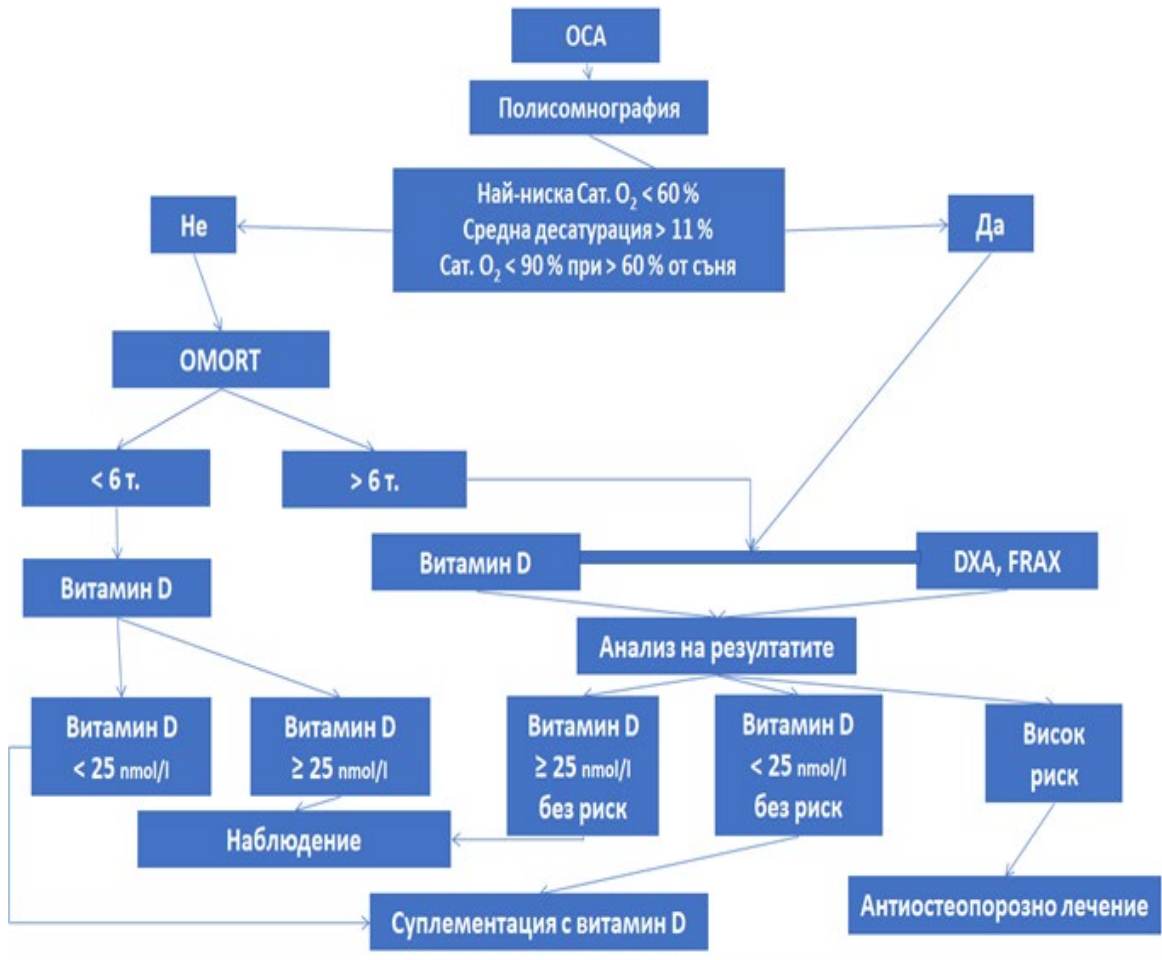 ОСА
Полисомнография
Най-ниска Сат. O₂ < 60 %
Средна десатурация > 11 %
Сат. O₂ < 90 % при > 60 % от съня
Не
Да
OMORT
< 6 т.
> 6 т.
Витамин D
DXA, FRAX
Витамин D
Анализ на резултатите
Витамин D
< 25 nmol/l
Витамин D
≥ 25 nmol/l
Витамин D
≥ 25 nmol/l
без риск
Витамин D
< 25 nmol/l
без риск
Висок
риск
Наблюдение
Суплементация с витамин D
Антиостеопорозно лечение